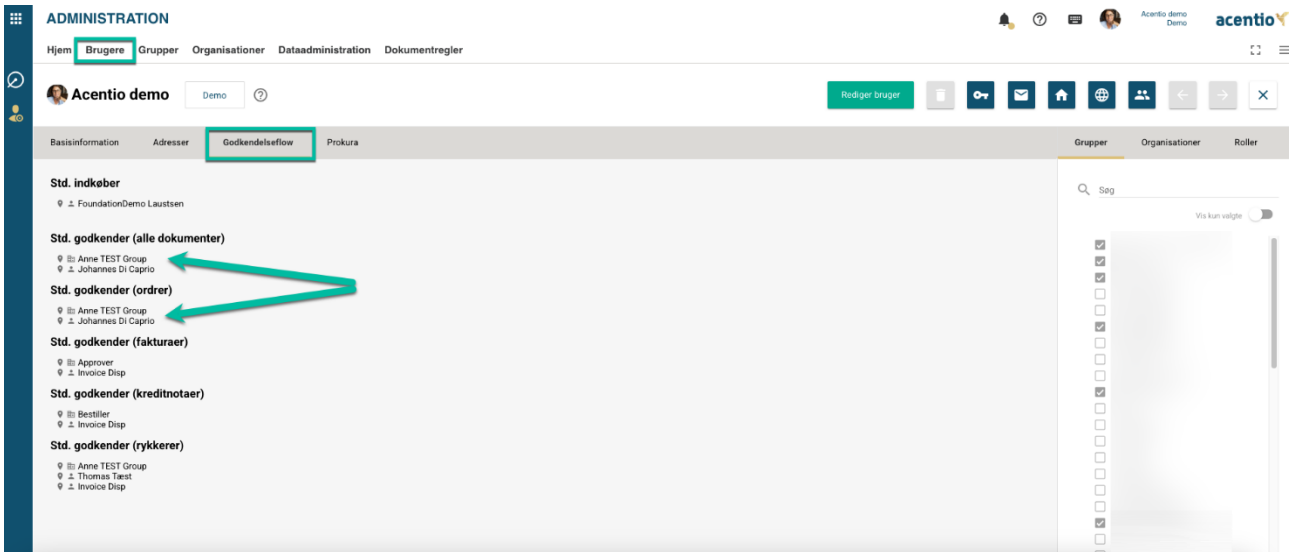 ADMINISTRATION
Acentio demo
Demo
acentio
Hjem Brugere Grupper Organisationer Dataadministration Dokumentregler
Acentio demo Demo
Rediger bruger
Basisinformation Adresser Godkendelseflow Prokura
Grupper Organisationer Roller
Std. indkøber
FoundationDemo Laustsen
Søg
Vis kun valgte
Std. godkender (alle dokumenter)
Anne TEST Group
Johannes Di Caprio
Std. godkender (ordrer)
Anne TEST Group
Johannes Di Caprio
Std. godkender (fakturaer)
Approver
Invoice Disp
Std. godkender (kreditnotaer)
Bestiller
Invoice Disp
Std. godkender (rykkerer)
Anne TEST Group
Thomas Tæst
Invoice Disp